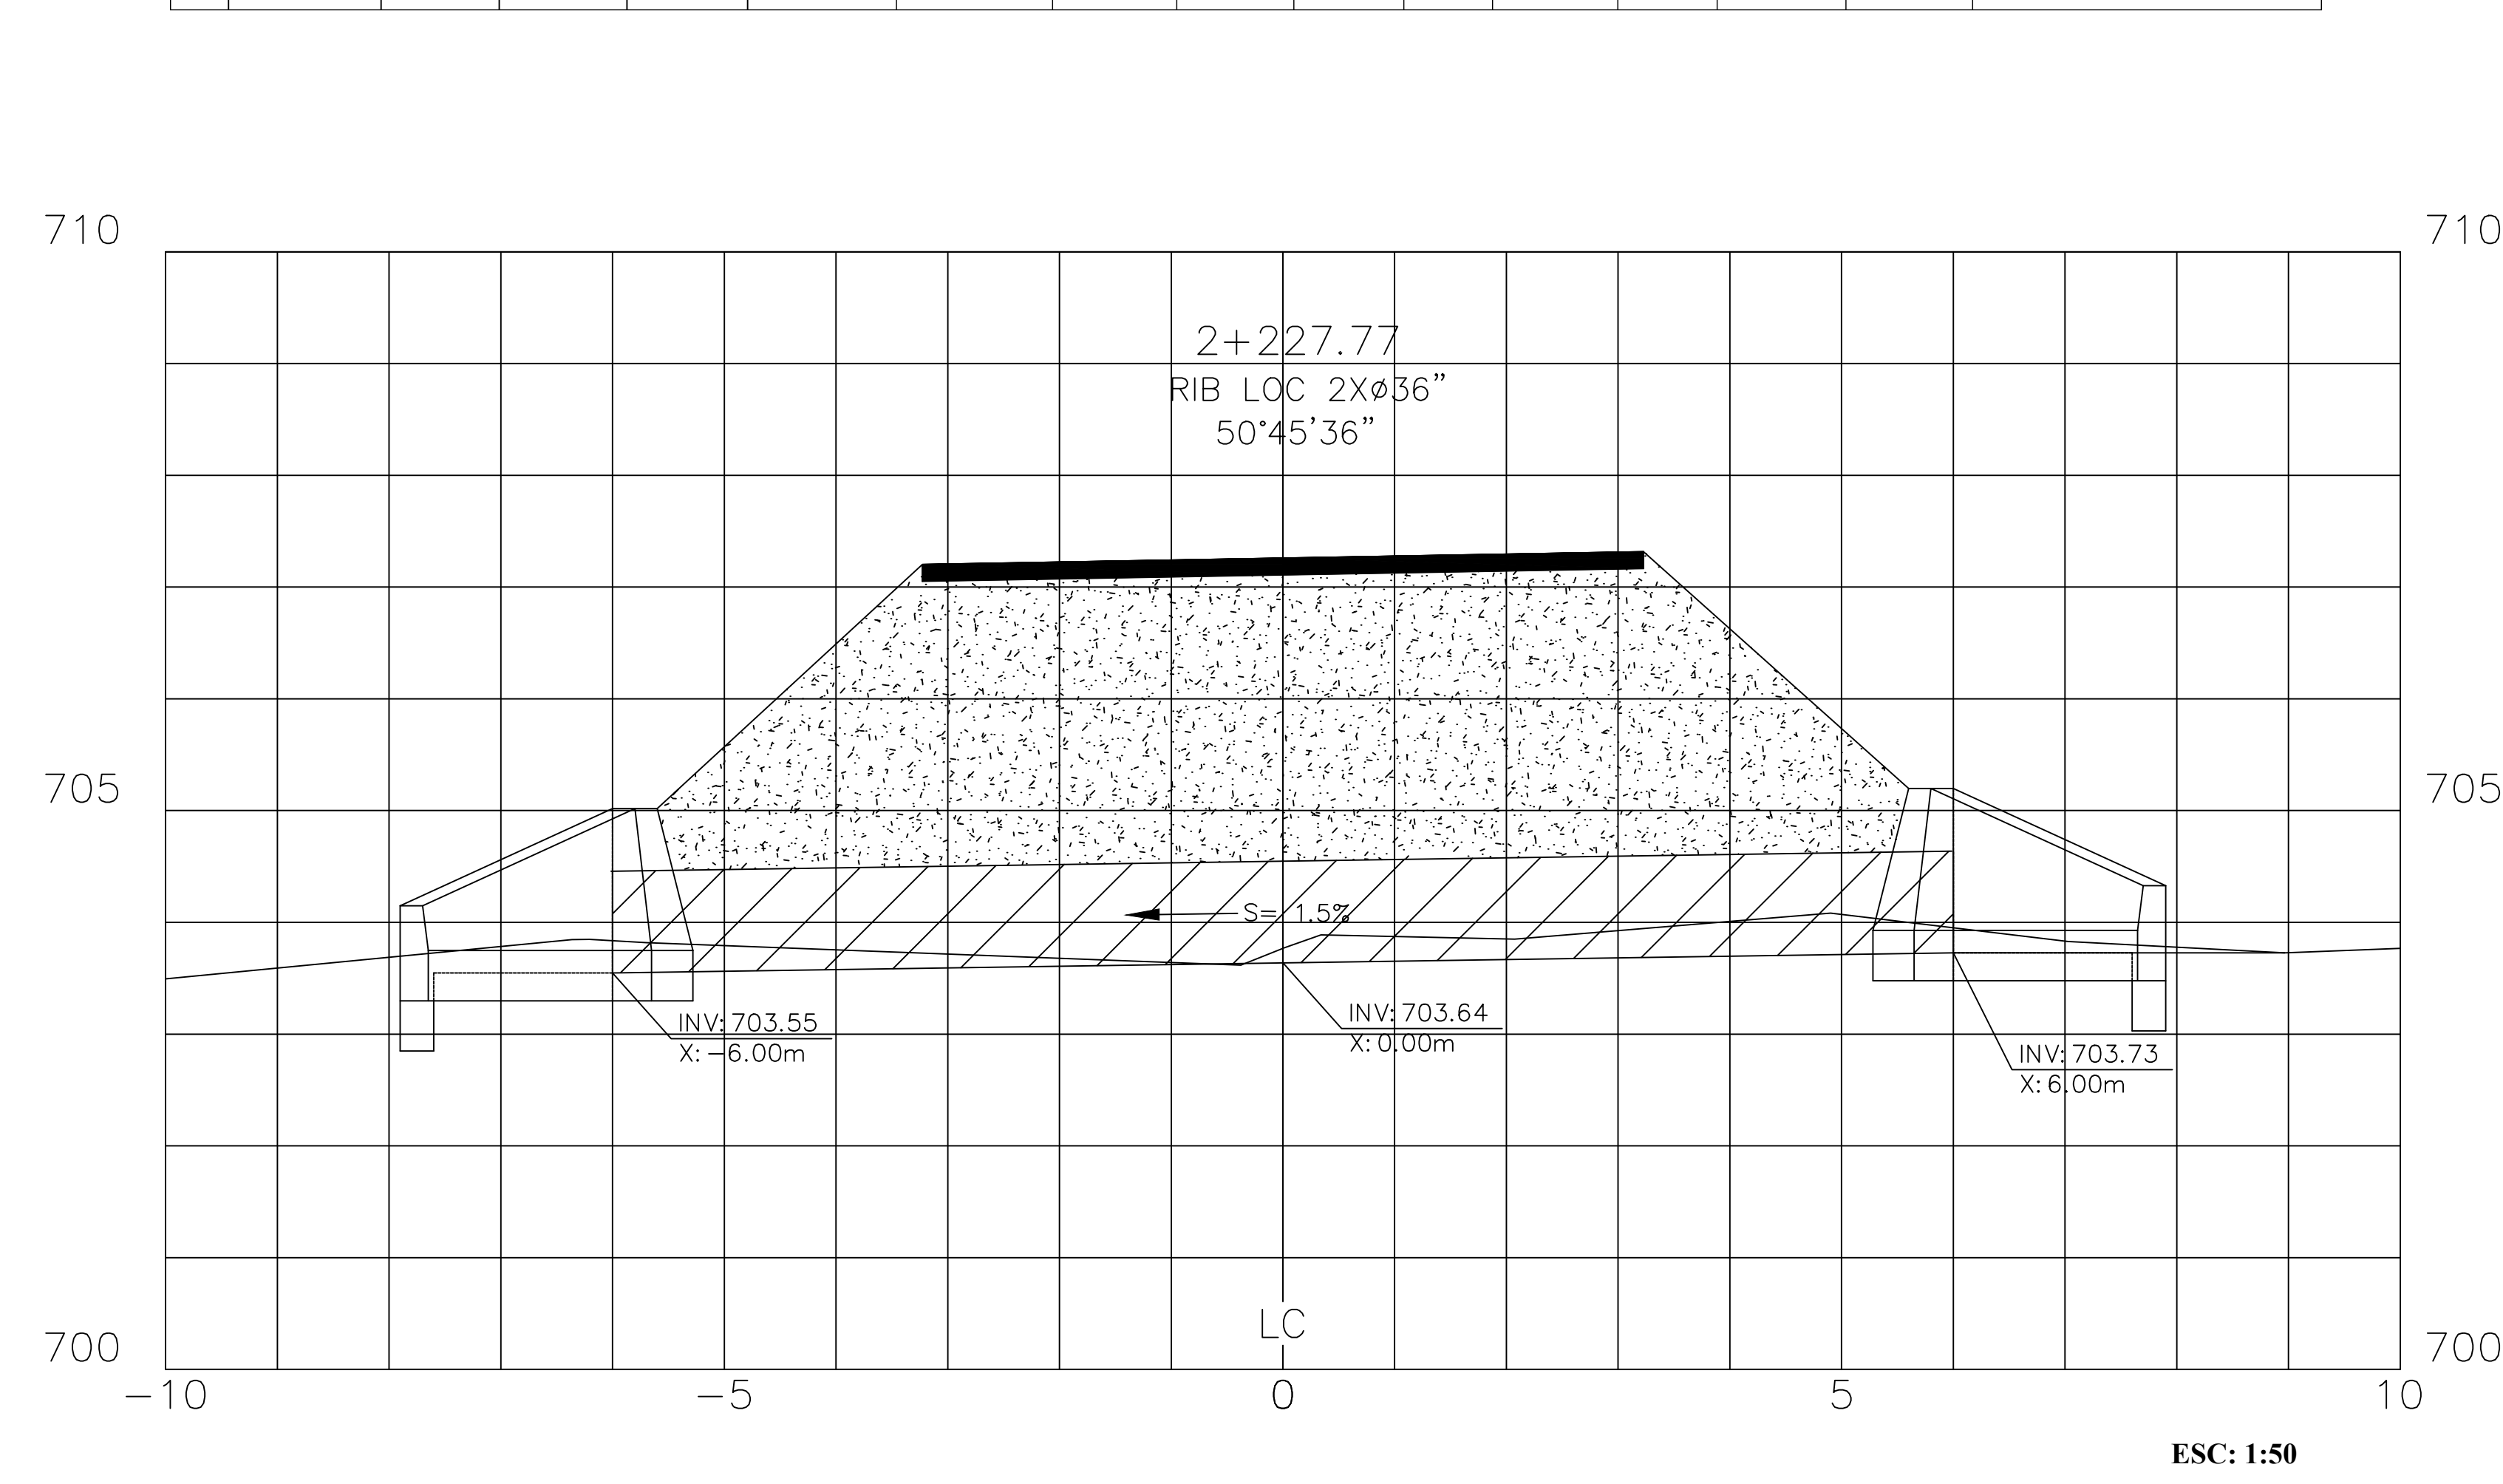 710 710
2+227.77
RIB LOC 2XØ36”
50°45’36”
705 705
S= 1.5%
INV: 703.55
X: −6.00m
INV: 703.64
X: 0.00m
INV: 703.73
X: 6.00m
LC
700 700
−10 −5 0 5 10
ESC: 1:50